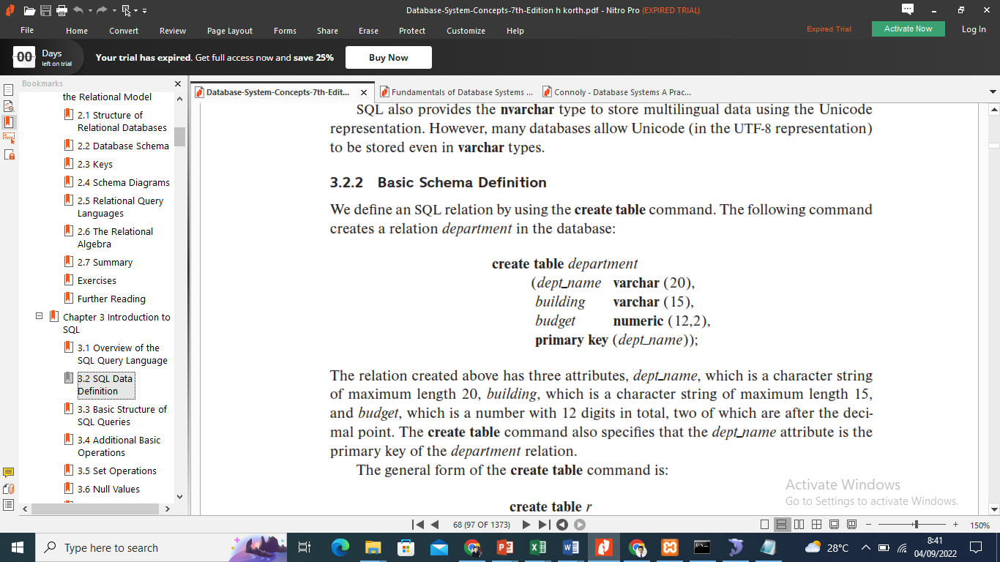 Database-System-Concepts-7th-Edition h korth.pdf - Nitro Pro (EXPIRED TRIAL)
File Home Convert Review Page Layout Forms Share Erase Protect Customize Help Expired Trial Activate Now Log In
00 Days left on trial Your trial has expired. Get full access now and save 25% Buy Now
Bookmarks
the Relational Model
2.1 Structure of
Relational Databases
2.2 Database Schema
2.3 Keys
2.4 Schema Diagrams
2.5 Relational Query
Languages
2.6 The Relational
Algebra
2.7 Summary
Exercises
Further Reading
Chapter 3 Introduction to
SQL
3.1 Overview of the
SQL Query Language
3.2 SQL Data
Definition
3.3 Basic Structure of
SQL Queries
3.4 Additional Basic
Operations
3.5 Set Operations
3.6 Null Values
Database-System-Concepts-7th-Edit... Fundamentals of Database Systems ... Connoly - Database Systems A Prac...
SQL also provides the nvarchar type to store multilingual data using the Unicode
representation. However, many databases allow Unicode (in the UTF-8 representation)
to be stored even in varchar types.
3.2.2 Basic Schema Definition
We define an SQL relation by using the create table command. The following command
creates a relation department in the database:
create table department
(dept_name varchar (20),
building varchar (15),
budget numeric (12,2),
primary key (dept_name));
The relation created above has three attributes, dept_name, which is a character string
of maximum length 20, building, which is a character string of maximum length 15,
and budget, which is a number with 12 digits in total, two of which are after the deci-
mal point. The create table command also specifies that the dept_name attribute is the
primary key of the department relation.
The general form of the create table command is:
create table r
Activate Windows
Go to Settings to activate Windows.
68 (97 OF 1373) 150%
Type here to search 28°C 8:41
04/09/2022